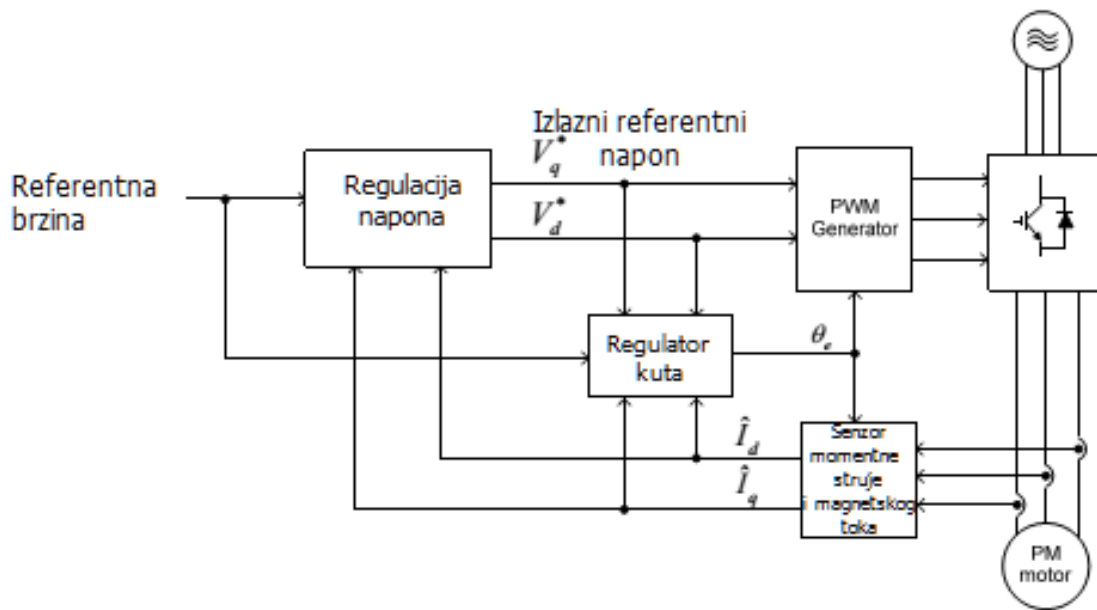 Izlazni referentni
napon
V*q
V*d
Referentna
brzina
Regulacija
napona
PWM
Generator
Regulator
kuta
θe
Îd
Îq
Senzor
momentne
struje
i magnetskog
toka
PM
motor